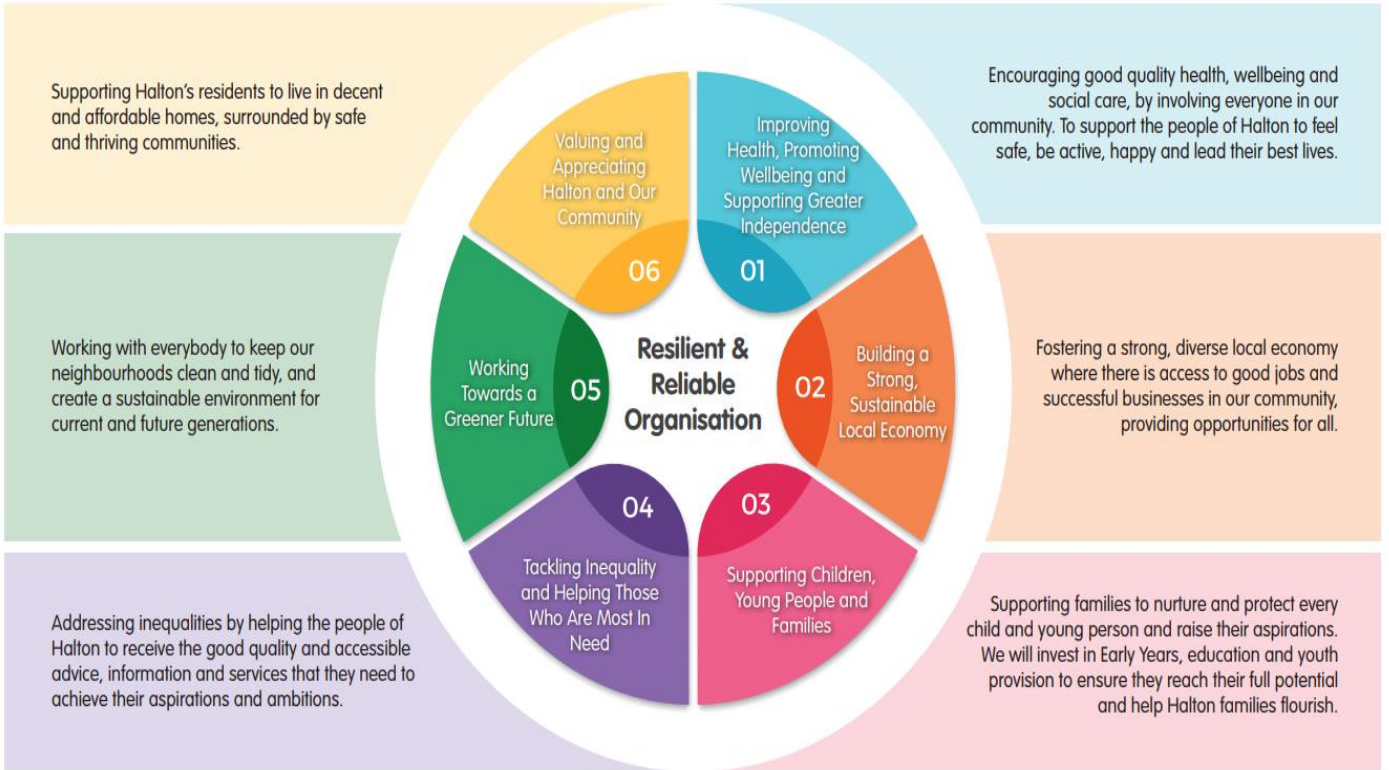 Supporting Halton's residents to live in decent
and affordable homes, surrounded by safe
and thriving communities.
Valuing and
Appreciating
Halton and Our
Community
06
Improving
Health, Promoting
Wellbeing and
Supporting Greater
Independence
01
Encouraging good quality health, wellbeing and
social care, by involving everyone in our
community. To support the people of Halton to feel
safe, be active, happy and lead their best lives.
Working with everybody to keep our
neighbourhoods clean and tidy, and
create a sustainable environment for
current and future generations.
Working
Towards a
Greener Future
05
Resilient &
Reliable
Organisation
02
Building a
Strong,
Sustainable
Local Economy
Fostering a strong, diverse local economy
where there is access to good jobs and
successful businesses in our community,
providing opportunities for all.
Addressing inequalities by helping the people of
Halton to receive the good quality and accessible
advice, information and services that they need to
achieve their aspirations and ambitions.
04
Tackling Inequality
and Helping Those
Who Are Most In
Need
03
Supporting Children,
Young People and
Families
Supporting families to nurture and protect every
child and young person and raise their aspirations.
We will invest in Early Years, education and youth
provision to ensure they reach their full potential
and help Halton families flourish.